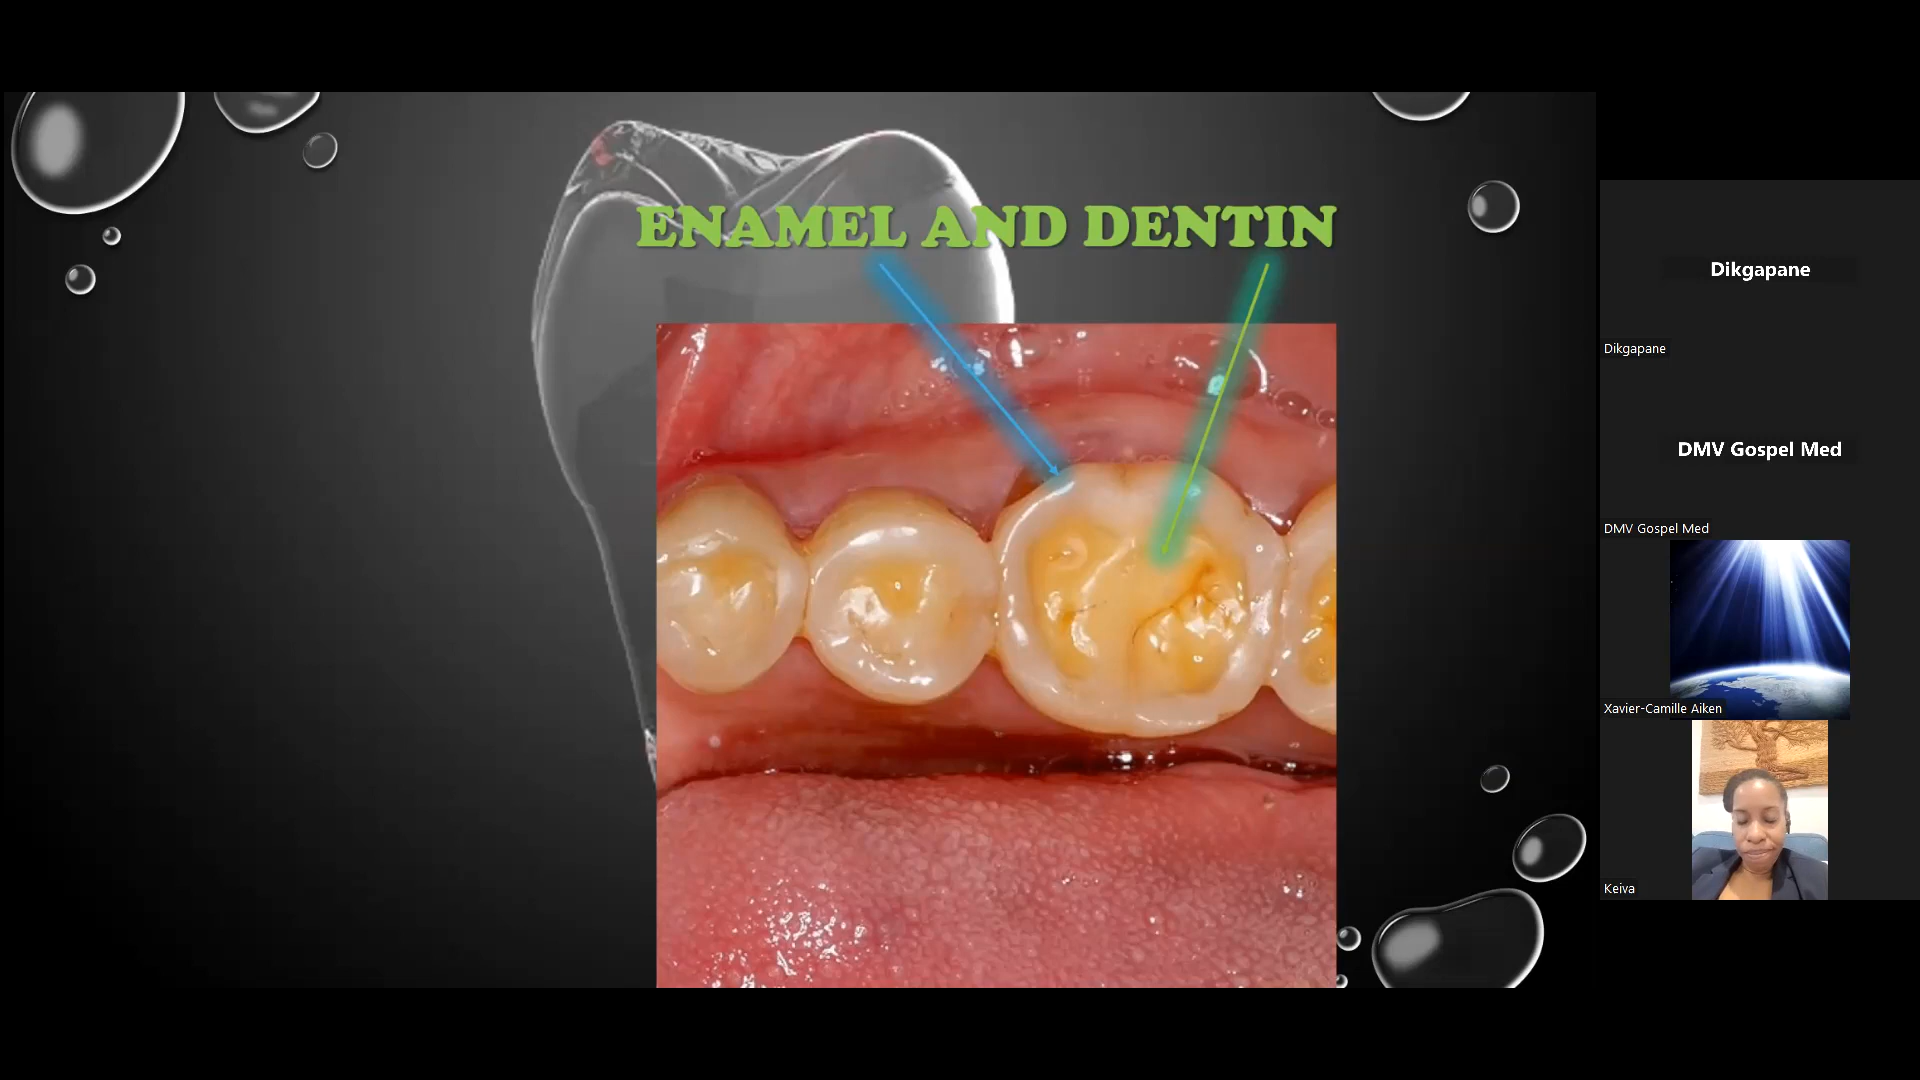 ENAMEL AND DENTIN
Dikgapane
Dikgapane
DMV Gospel Med
DMV Gospel Med
Xavier-Camille Aiken
Keiva